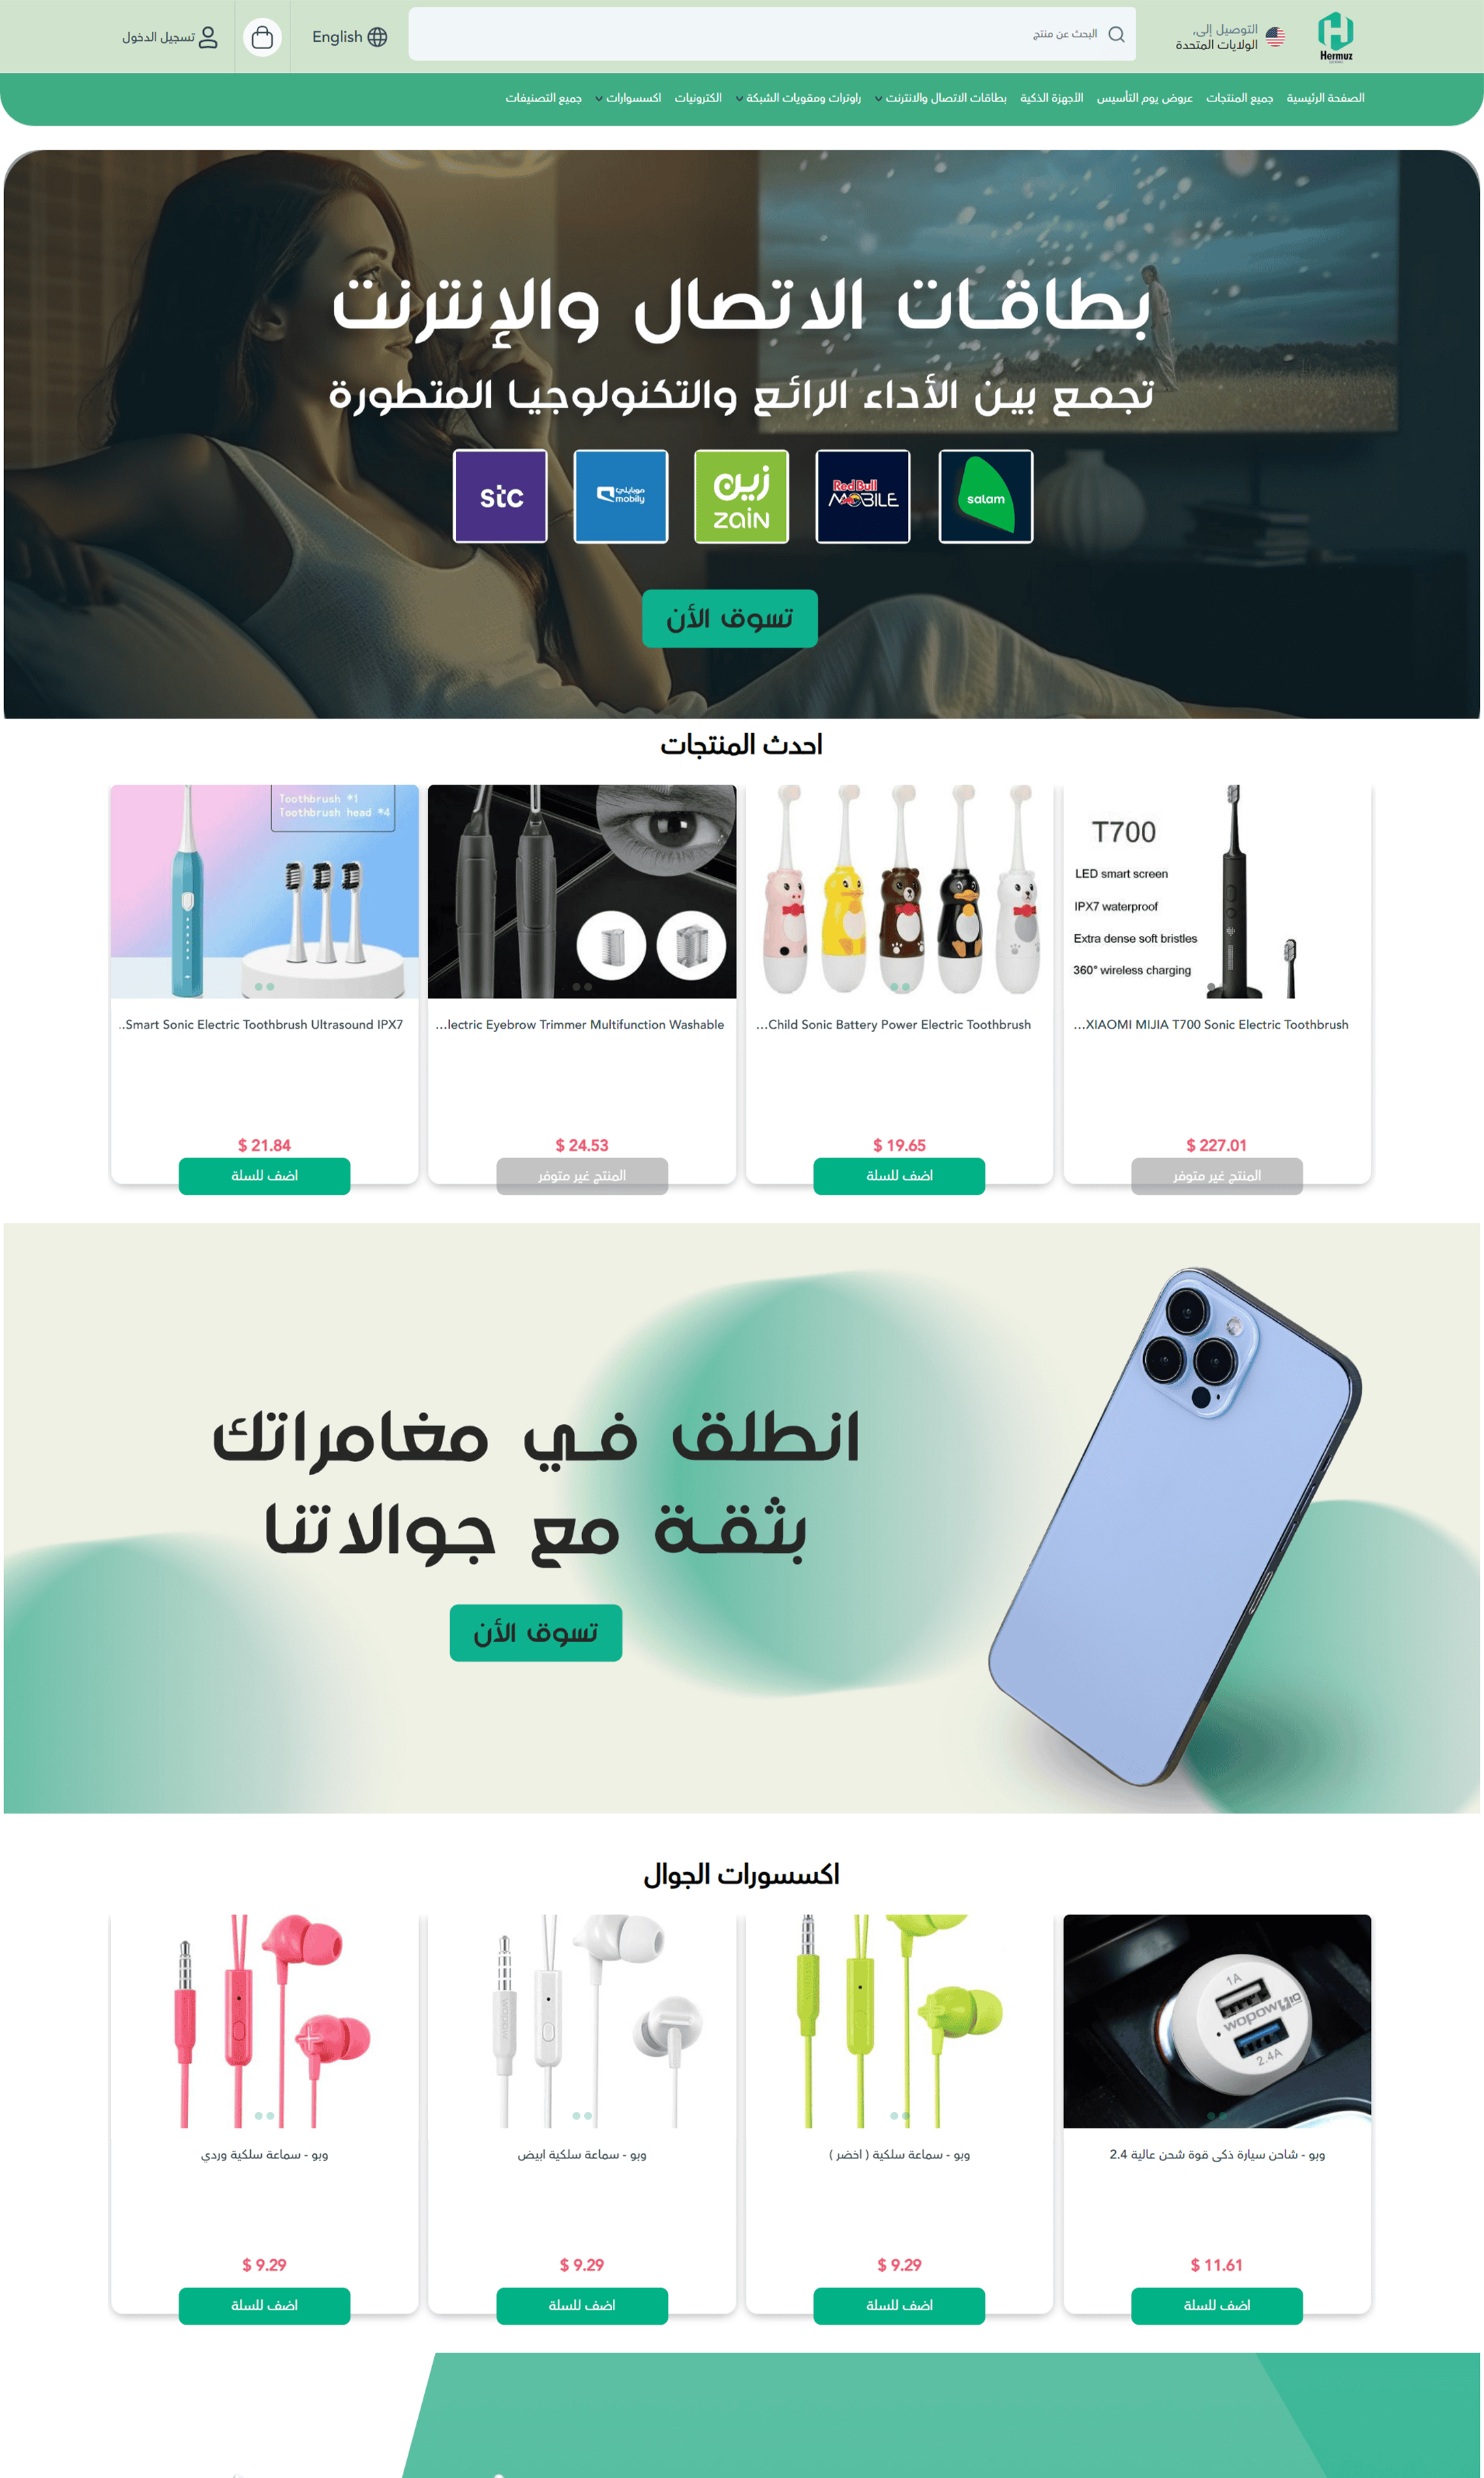 Hermuz
التوصيل إلى,
الولايات المتحدة
البحث عن منتج
English
تسجيل الدخول
الصفحة الرئيسية
جميع المنتجات
عروض يوم التأسيس
الأجهزة الذكية
بطاقات الاتصال والانترنت
راوترات ومقويات الشبكة
الكترونيات
اكسسوارات
جميع التصنيفات
بطاقات الاتصال والإنترنت
تجمع بين الأداء الرائع والتكنولوجيا المتطورة
salam
Red Bull
MOBILE
زين
zain
موبايلي
mobily
stc
تسوق الأن
احدث المنتجات
T700
LED smart screen
IPX7 waterproof
Extra dense soft bristles
360° wireless charging
XIAOMI MIJIA T700 Sonic Electric Toothbrush...
$ 227.01
المنتج غير متوفر
Child Sonic Battery Power Electric Toothbrush...
$ 19.65
اضف للسلة
lectric Eyebrow Trimmer Multifunction Washable...
$ 24.53
المنتج غير متوفر
Toothbrush *1
Toothbrush head *4
Smart Sonic Electric Toothbrush Ultrasound IPX7..
$ 21.84
اضف للسلة
انطلق في مغامراتك
بثقة مع جوالاتنا
تسوق الأن
اكسسورات الجوال
1A
wopow
2.4A
وبو - شاحن سيارة ذكى قوة شحن عالية 2.4
$ 11.61
اضف للسلة
وبو - سماعة سلكية ( اخضر )
$ 9.29
اضف للسلة
وبو - سماعة سلكية ابيض
$ 9.29
اضف للسلة
وبو - سماعة سلكية وردي
$ 9.29
اضف للسلة